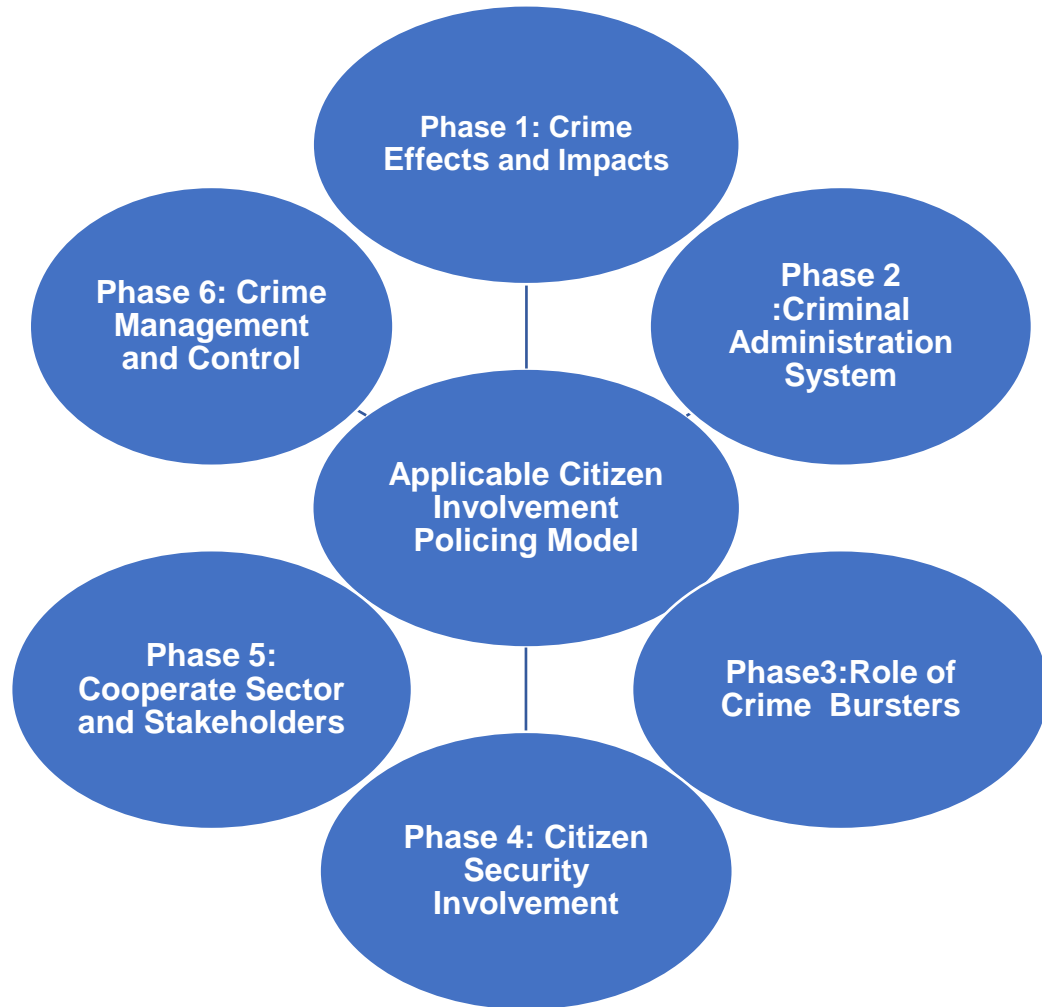 Phase 1: Crime
Effects and Impacts
Phase 2
:Criminal
Administration
System
Phase3:Role of
Crime Bursters
Phase 4: Citizen
Security
Involvement
Phase 5:
Cooperate Sector
and Stakeholders
Phase 6: Crime
Management
and Control
Applicable Citizen
Involvement
Policing Model